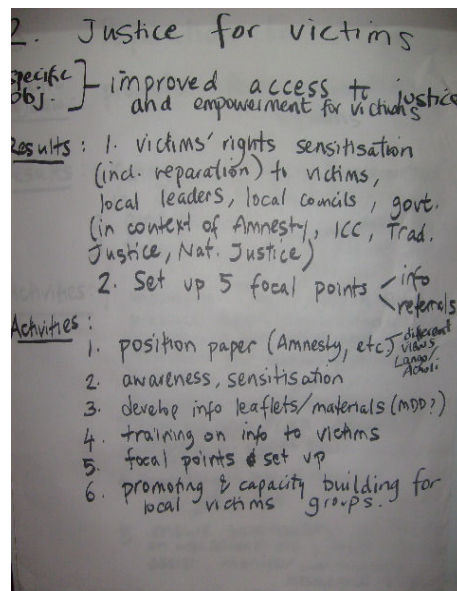 2. Justice for victims
specific obj. } - improved access to justice
and empowerment for victims
Results : 1. victims' rights sensitisation
(incl. reparation) to victims,
local leaders, local councils, govt.
(in context of Amnesty, ICC, Trad.
Justice, Nat. Justice)
2. Set up 5 focal points < info
referrals
Activities :
1. position paper (Amnesty, etc.) - different
views
Lango/
Acholi
2. awareness, sensitisation
3. develop info leaflets/materials (MDD?)
4. training on info to victims
5. focal points set up
6. promoting & capacity building for
local victims groups.